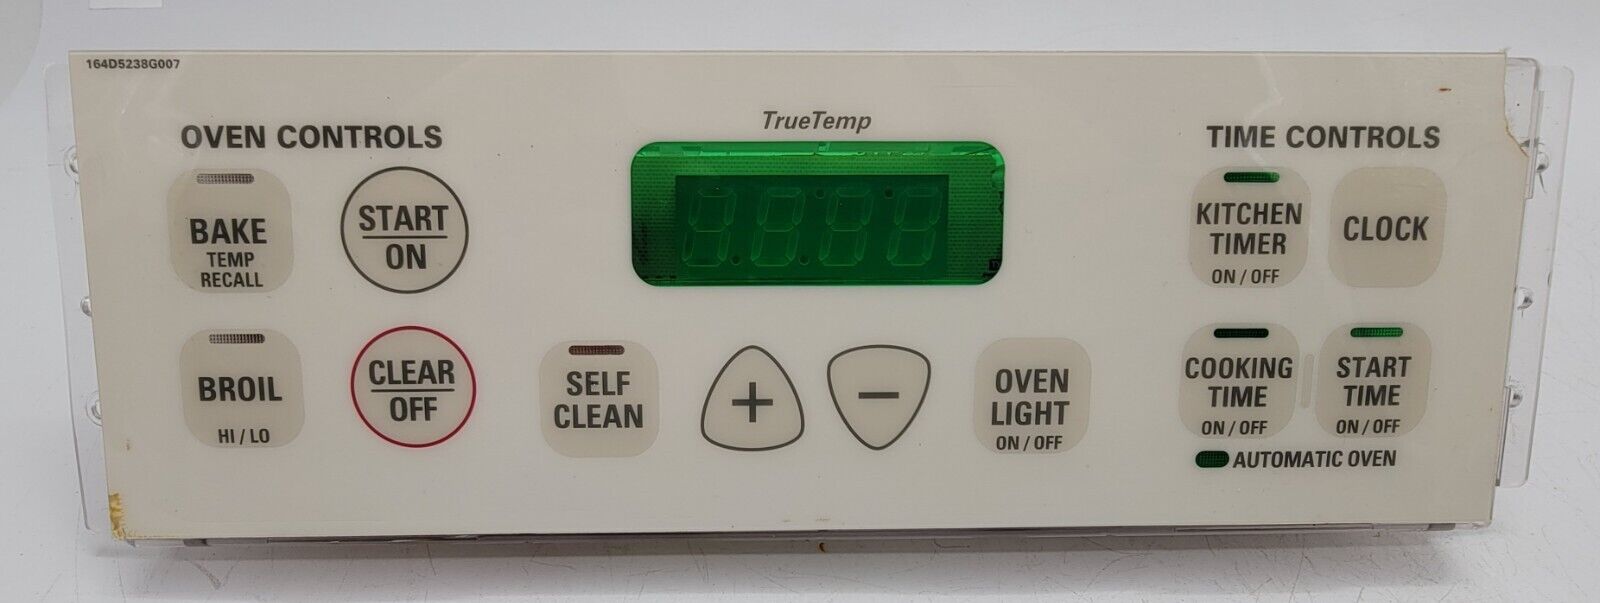 164D5238G007
TrueTemp
OVEN CONTROLS
BAKE
TEMP
RECALL
START
ON
BROIL
HI / LO
CLEAR
OFF
SELF
CLEAN
+
−
OVEN
LIGHT
ON / OFF
TIME CONTROLS
KITCHEN
TIMER
ON / OFF
CLOCK
COOKING
TIME
ON / OFF
START
TIME
ON / OFF
AUTOMATIC OVEN